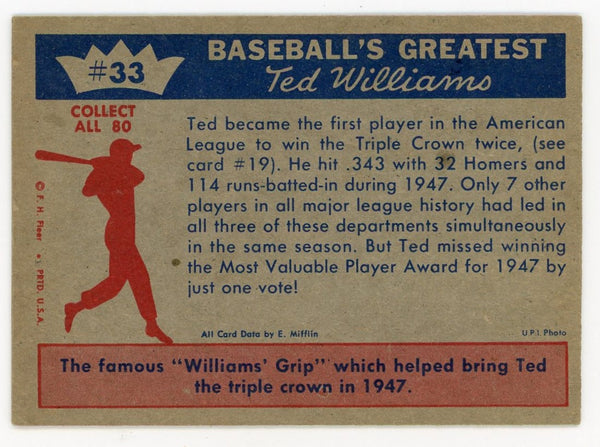 #33
BASEBALL'S GREATEST
Ted Williams
COLLECT
ALL 80
Ted became the first player in the American
League to win the Triple Crown twice, (see
card #19). He hit .343 with 32 Homers and
114 runs-batted-in during 1947. Only 7 other
players in all major league history had led in
all three of these departments simultaneously
in the same season. But Ted missed winning
the Most Valuable Player Award for 1947 by
just one vote!
© F. H. Fleer • PRTD. U.S.A.
All Card Data by E. Mifflin
U.P.I. Photo
The famous "Williams' Grip" which helped bring Ted
the triple crown in 1947.